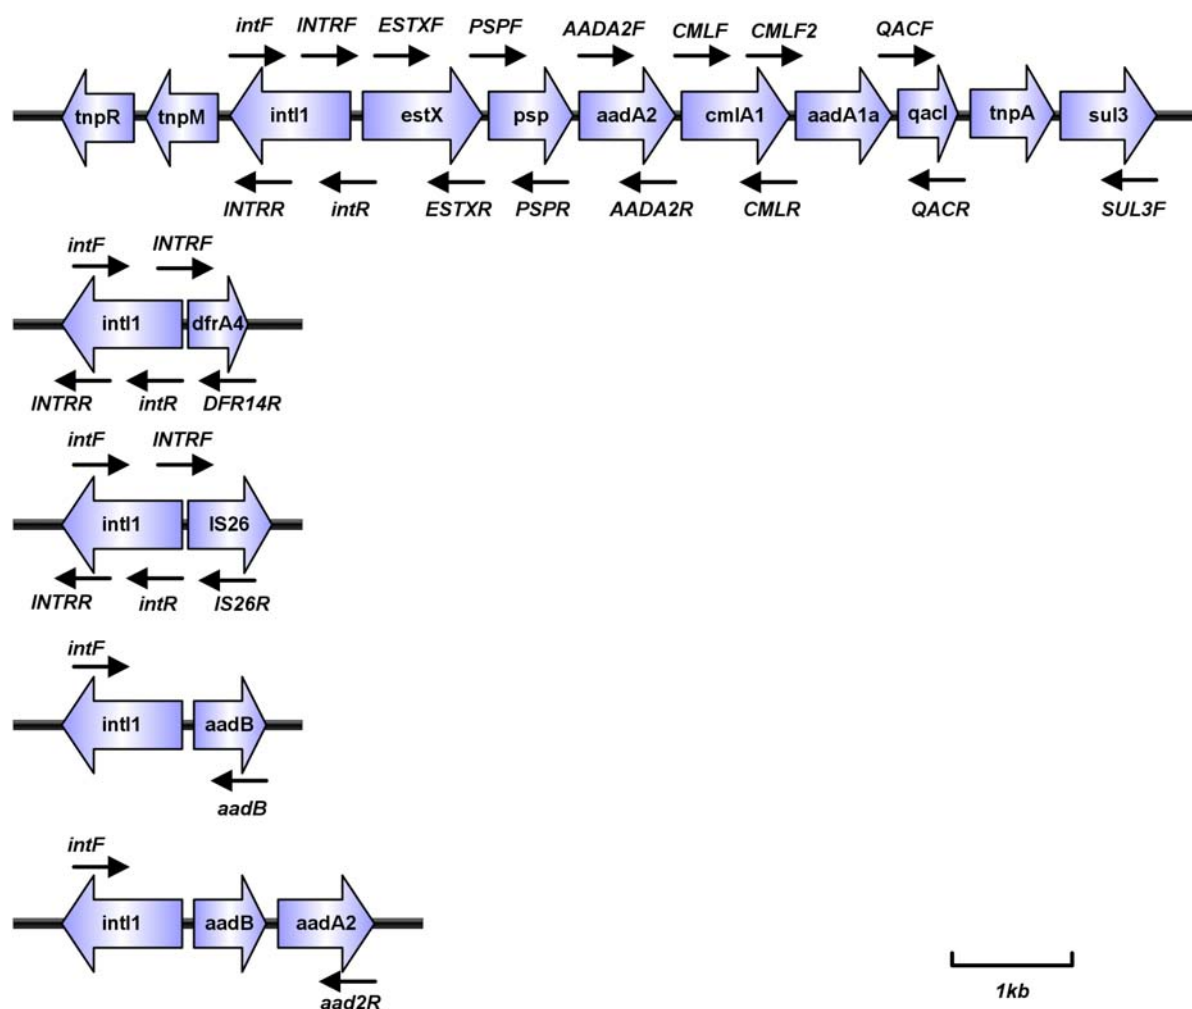 intF INTRF ESTXF PSPF AADA2F CMLF CMLF2 QACF
tnpR tnpM intI1 estX psp aadA2 cmlA1 aadA1a qacI tnpA sul3
INTRR intR ESTXR PSPR AADA2R CMLR QACR SUL3F
intF INTRF
intI1 dfrA4
INTRR intR DFR14R
intF INTRF
intI1 IS26
INTRR intR IS26R
intF
intI1 aadB
aadB
intF
intI1 aadB aadA2
aad2R
1kb